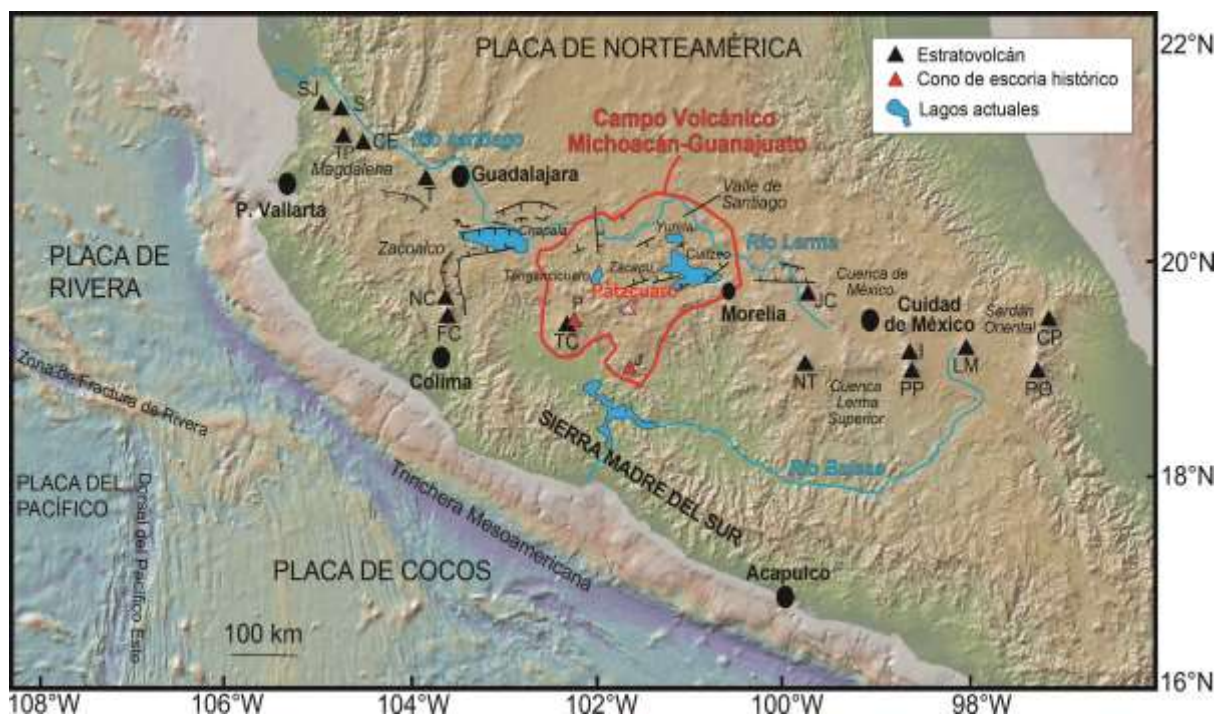 PLACA DE NORTEAMÉRICA
22°N
Estratovolcán
Cono de escoria histórico
Lagos actuales
SJ
S
TP
CE
Magdalena
Río santiago
T
Guadalajara
P. Vallarta
Campo Volcánico
Michoacán-Guanajuato
Valle de
Santiago
Zacoalco
Chapala
Yuriria
Cuitzeo
Río Lerma
Tangancícuaro
Zacapu
Pátzcuaro
20°N
PLACA DE
RIVERA
NC
FC
Colima
P
TC
J
Morelia
JC
Cuenca de
México
Cuidad
de México
Serdán
Oriental
CP
NT
I
PP
LM
PO
Cuenca
Lerma
Superior
Zona de Fractura de Rivera
SIERRA MADRE DEL SUR
Río Balsas
18°N
PLACA DEL
PACÍFICO
Dorsal del Pacífico Este
Trinchera Mesoamericana
PLACA DE COCOS
Acapulco
100 km
16°N
108°W
106°W
104°W
102°W
100°W
98°W